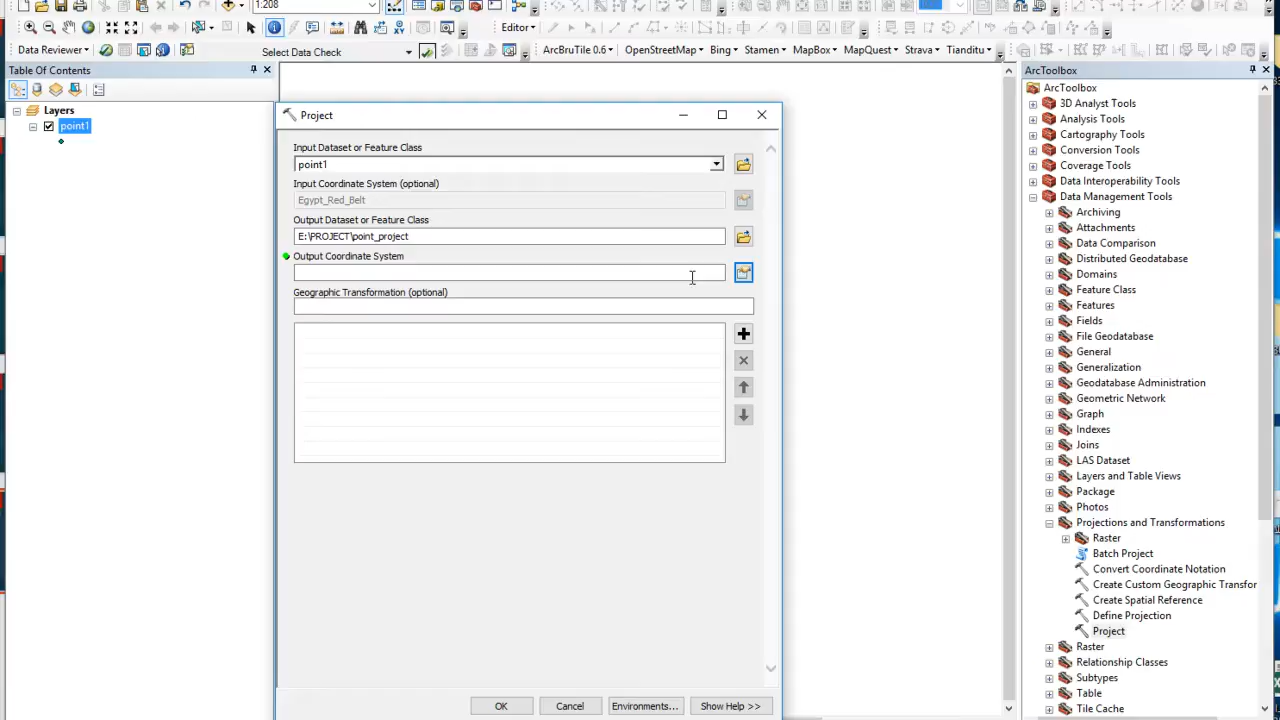 1:208
Editor
Data Reviewer
Select Data Check
ArcBruTile 0.6
OpenStreetMap
Bing
Stamen
MapBox
MapQuest
Strava
Tianditu
Table Of Contents
Layers
point1
Project
Input Dataset or Feature Class
point1
Input Coordinate System (optional)
Egypt_Red_Belt
Output Dataset or Feature Class
E:\PROJECT\point_project
Output Coordinate System
Geographic Transformation (optional)
OK
Cancel
Environments...
Show Help >>
ArcToolbox
ArcToolbox
3D Analyst Tools
Analysis Tools
Cartography Tools
Conversion Tools
Coverage Tools
Data Interoperability Tools
Data Management Tools
Archiving
Attachments
Data Comparison
Distributed Geodatabase
Domains
Feature Class
Features
Fields
File Geodatabase
General
Generalization
Geodatabase Administration
Geometric Network
Graph
Indexes
Joins
LAS Dataset
Layers and Table Views
Package
Photos
Projections and Transformations
Raster
Batch Project
Convert Coordinate Notation
Create Custom Geographic Transfor
Create Spatial Reference
Define Projection
Project
Raster
Relationship Classes
Subtypes
Table
Tile Cache